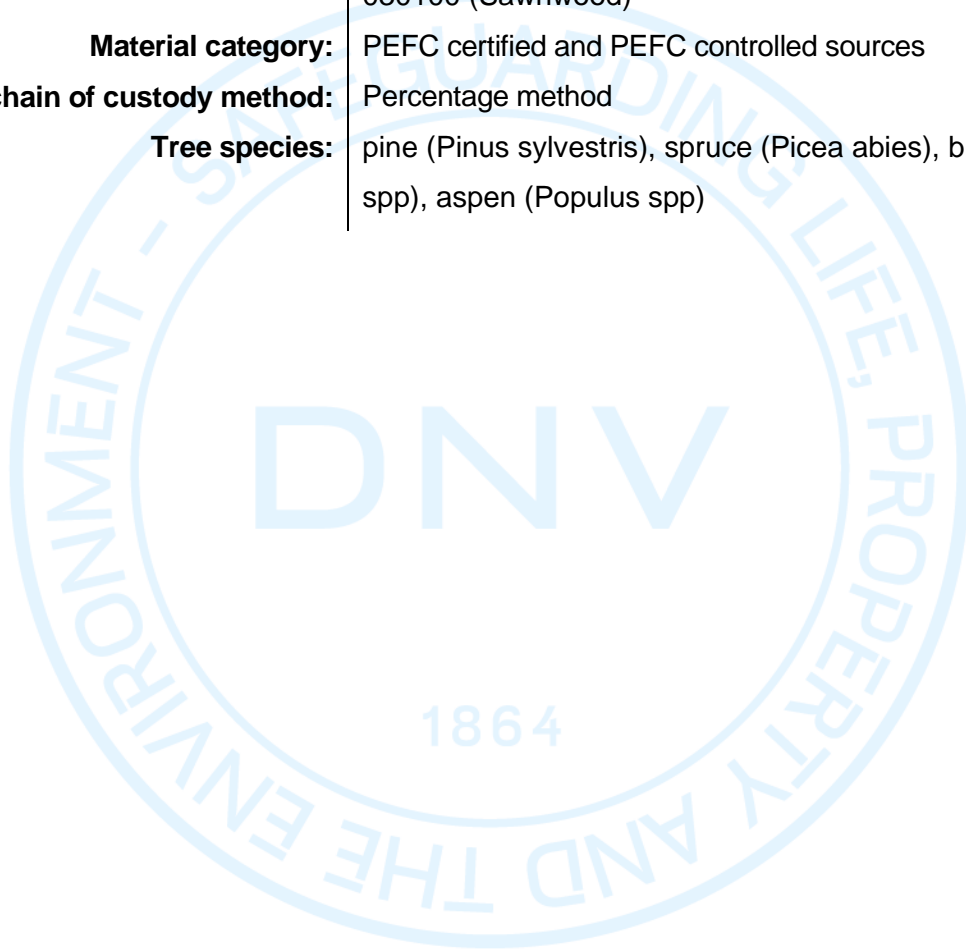 (Sawnwood)
Material category: PEFC certified and PEFC controlled sources
chain of custody method: Percentage method
Tree species: pine (Pinus sylvestris), spruce (Picea abies), b
spp), aspen (Populus spp)
SAFEGUARDING LIFE, PROPERTY AND THE ENVIRONMENT -
DNV
1864